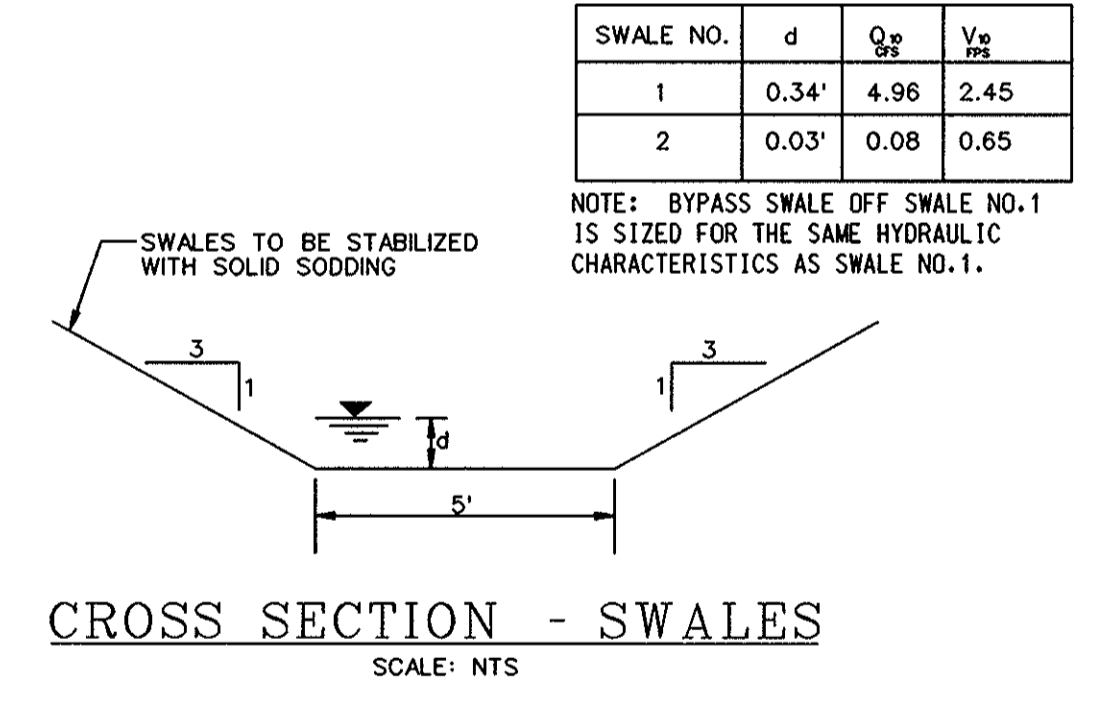 SWALE NO. d Q10 CFS V10 FPS
1 0.34' 4.96 2.45
2 0.03' 0.08 0.65
NOTE: BYPASS SWALE OFF SWALE NO.1
IS SIZED FOR THE SAME HYDRAULIC
CHARACTERISTICS AS SWALE NO.1.
SWALES TO BE STABILIZED
WITH SOLID SODDING
3
1
d
3
1
5'
CROSS SECTION - SWALES
SCALE: NTS